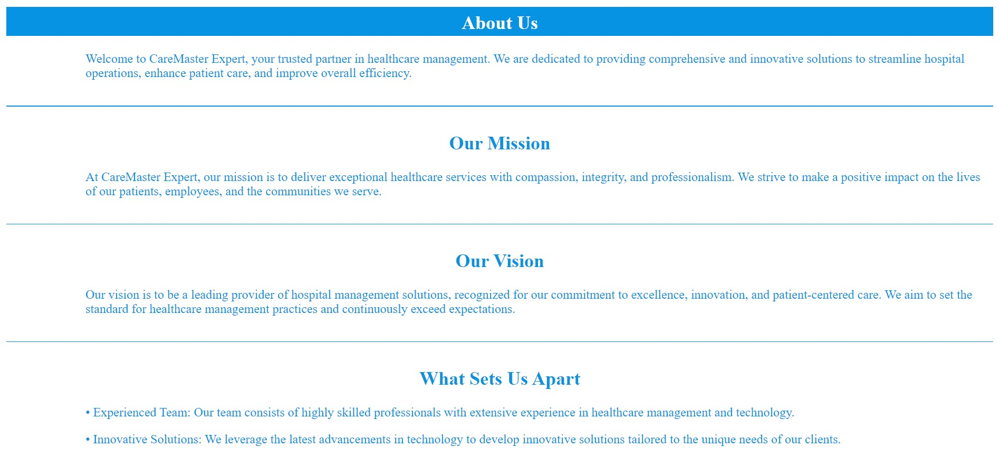 About Us
Welcome to CareMaster Expert, your trusted partner in healthcare management. We are dedicated to providing comprehensive and innovative solutions to streamline hospital
operations, enhance patient care, and improve overall efficiency.
Our Mission
At CareMaster Expert, our mission is to deliver exceptional healthcare services with compassion, integrity, and professionalism. We strive to make a positive impact on the lives
of our patients, employees, and the communities we serve.
Our Vision
Our vision is to be a leading provider of hospital management solutions, recognized for our commitment to excellence, innovation, and patient-centered care. We aim to set the
standard for healthcare management practices and continuously exceed expectations.
What Sets Us Apart
• Experienced Team: Our team consists of highly skilled professionals with extensive experience in healthcare management and technology.
• Innovative Solutions: We leverage the latest advancements in technology to develop innovative solutions tailored to the unique needs of our clients.